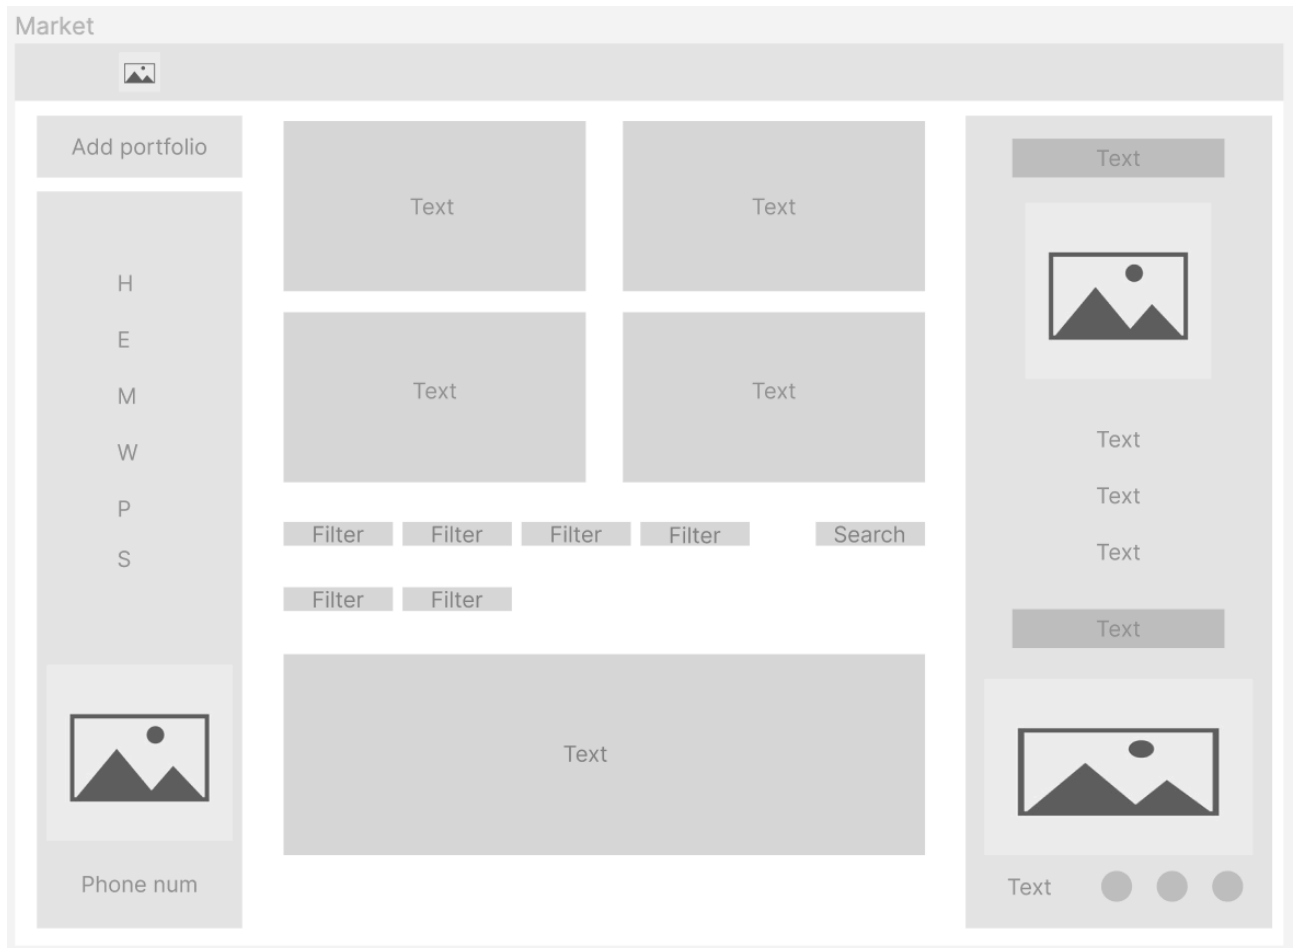 Market
Add portfolio
H
E
M
W
P
S
Phone num
Text
Text
Text
Text
Filter
Filter
Filter
Filter
Search
Filter
Filter
Text
Text
Text
Text
Text
Text
Text